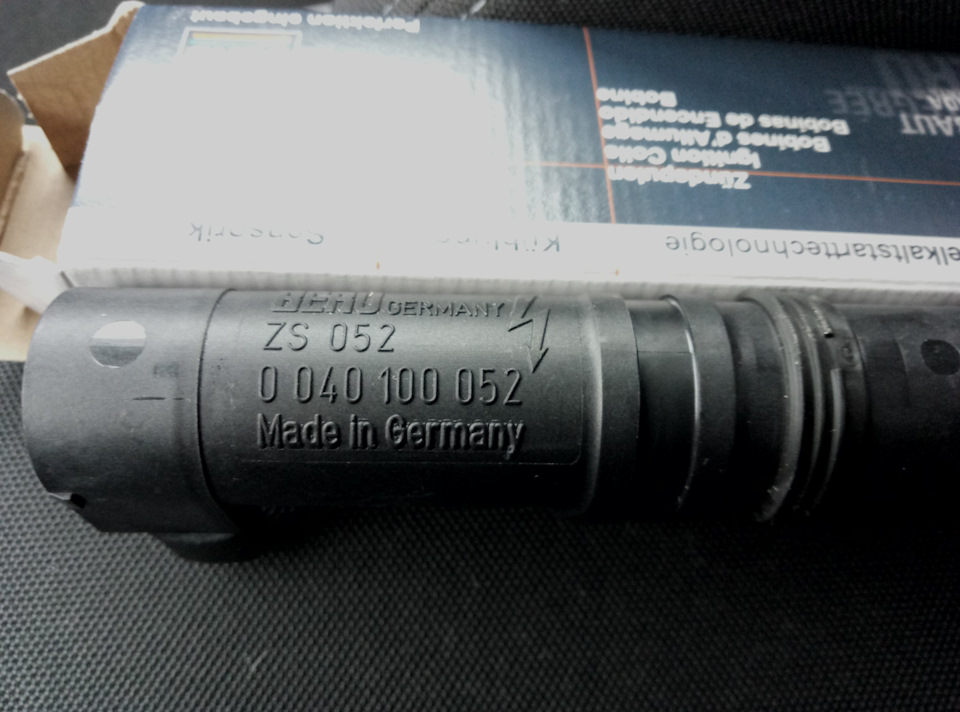 BERU GERMANY
ZS 052
0 040 100 052
Made in Germany
Perfektion eingebaut
Zündspulen
Ignition Coils
Bobines d'Allumage
Bobinas de Encendido
Bobine
elkaltstarttechnologie
Sensorik